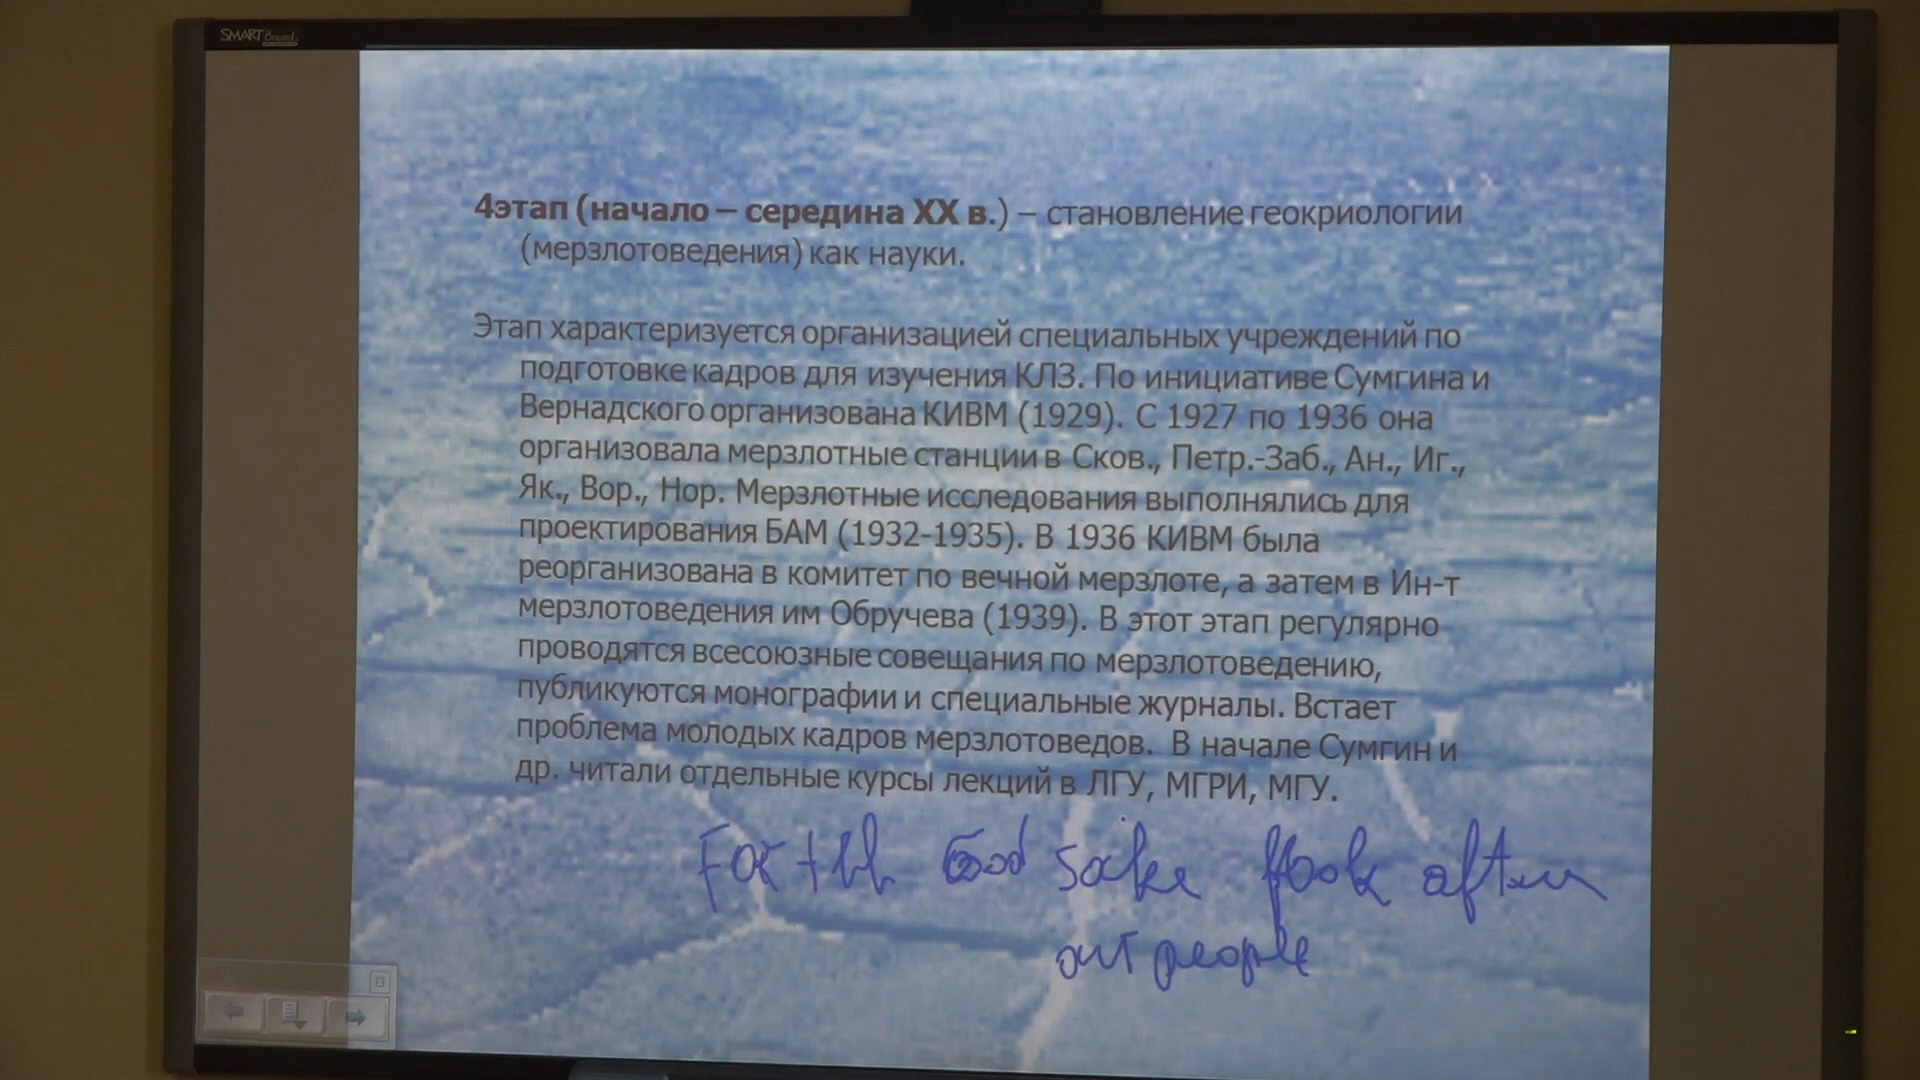 SMART Board
4этап (начало – середина XX в.) – становление геокриологии
(мерзлотоведения) как науки.
Этап характеризуется организацией специальных учреждений по
подготовке кадров для изучения КЛЗ. По инициативе Сумгина и
Вернадского организована КИВМ (1929). С 1927 по 1936 она
организовала мерзлотные станции в Сков., Петр.-Заб., Ан., Иг.,
Як., Вор., Нор. Мерзлотные исследования выполнялись для
проектирования БАМ (1932-1935). В 1936 КИВМ была
реорганизована в комитет по вечной мерзлоте, а затем в Ин-т
мерзлотоведения им Обручева (1939). В этот этап регулярно
проводятся всесоюзные совещания по мерзлотоведению,
публикуются монографии и специальные журналы. Встает
проблема молодых кадров мерзлотоведов. В начале Сумгин и
др. читали отдельные курсы лекций в ЛГУ, МГРИ, МГУ.
For God sake look after
our people